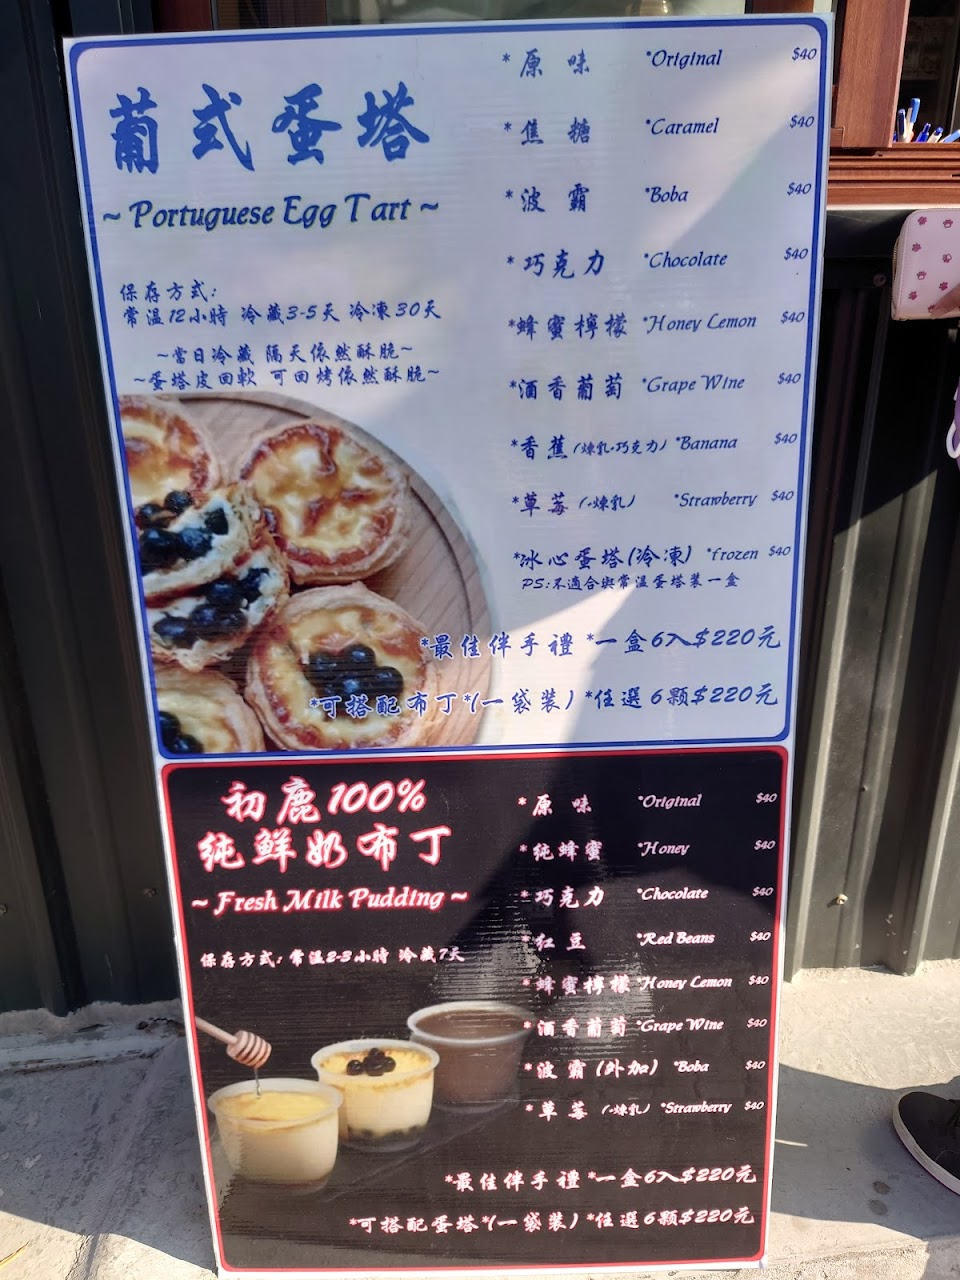 葡式蛋塔
~ Portuguese Egg Tart ~
保存方式:
常溫12小時 冷藏3-5天 冷凍30天
~當日冷藏 隔天依然酥脆~
~蛋塔皮回軟 可回烤依然酥脆~
*原味 *Original $40
*焦糖 *Caramel $40
*波霸 *Boba $40
*巧克力 *Chocolate $40
*蜂蜜檸檬 *Honey Lemon $40
*酒香葡萄 *Grape Wine $40
*香蕉(煉乳+巧克力) *Banana $40
*草莓(+煉乳) *Strawberry $40
*冰心蛋塔(冷凍) *frozen $40
PS:不適合與常溫蛋塔裝一盒
*最佳伴手禮 *一盒6入$220元
*可搭配布丁*(一袋裝) *任選6顆$220元
初鹿100%
純鮮奶布丁
~ Fresh Milk Pudding ~
保存方式: 常溫2-3小時 冷藏7天
*原味 *Original $40
*純蜂蜜 *Honey $40
*巧克力 *Chocolate $40
*紅豆 *Red Beans $40
*蜂蜜檸檬 *Honey Lemon $40
*酒香葡萄 *Grape Wine $40
*波霸(外加) *Boba $40
*草莓(+煉乳) *Strawberry $40
*最佳伴手禮 *一盒6入$220元
*可搭配蛋塔*(一袋裝) *任選6顆$220元